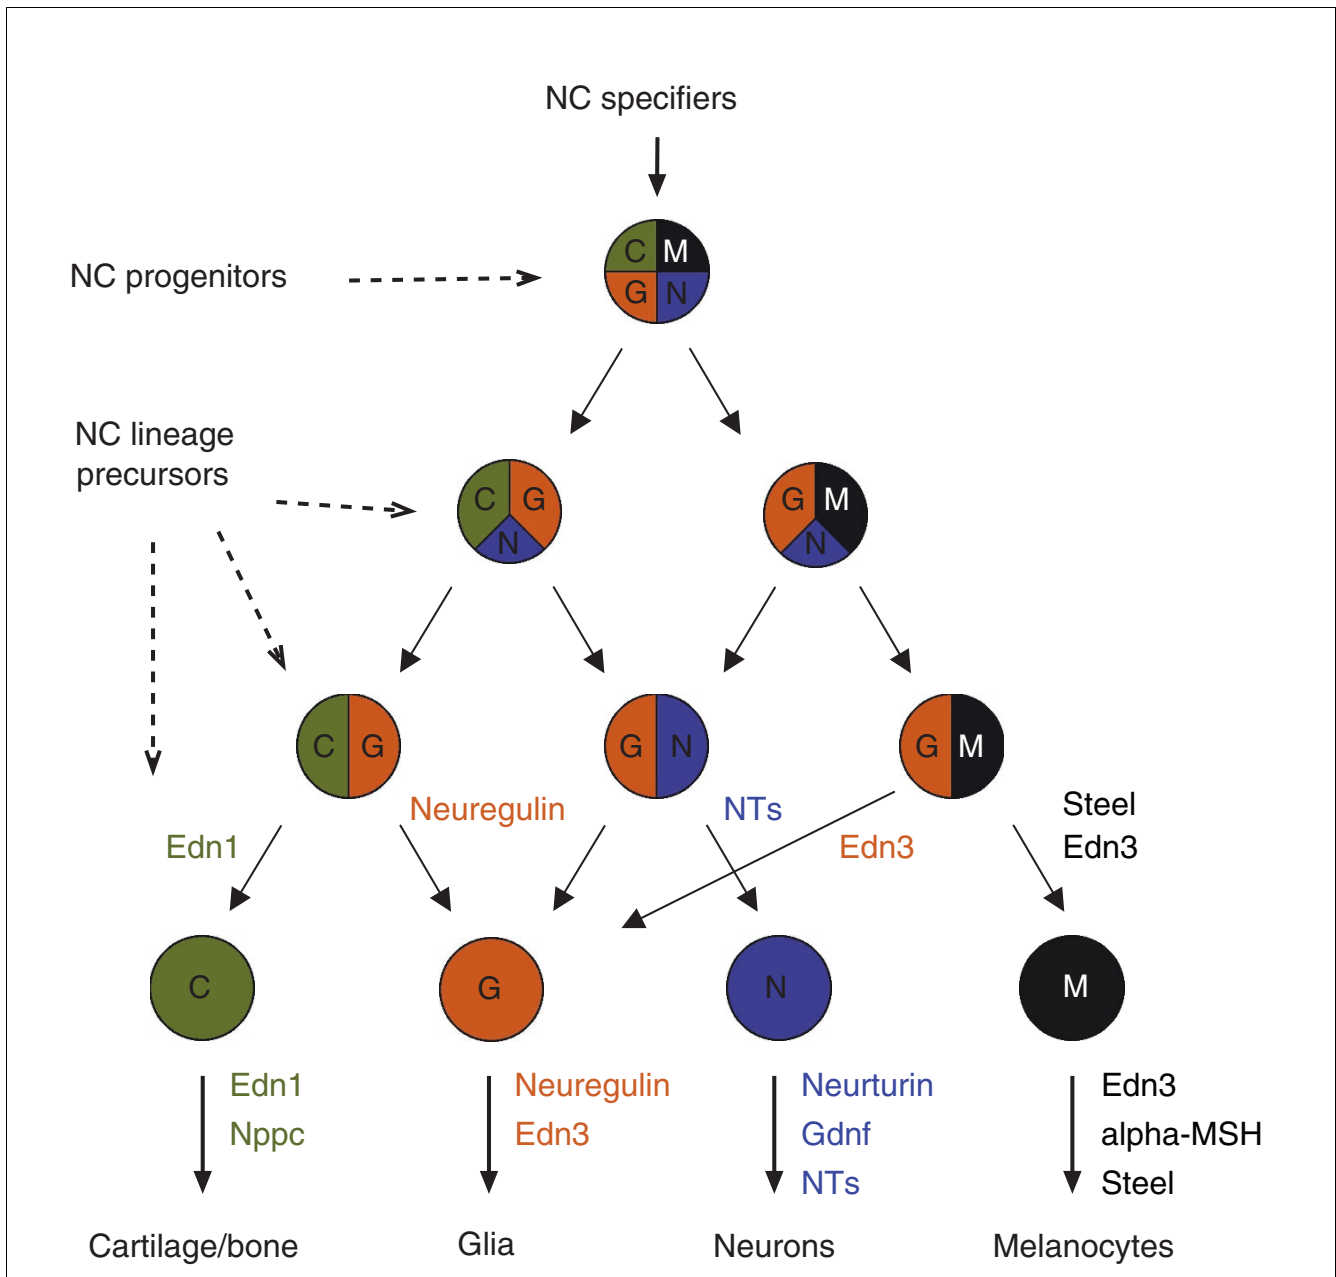 NC specifiers
C M
G N
NC progenitors
NC lineage
precursors
C G
N
G M
N
C G
G N
G M
Neuregulin
NTs
Steel
Edn1
Edn3
Edn3
C
G
N
M
Edn1
Nppc
Neuregulin
Edn3
Neurturin
Gdnf
NTs
Edn3
alpha-MSH
Steel
Cartilage/bone
Glia
Neurons
Melanocytes